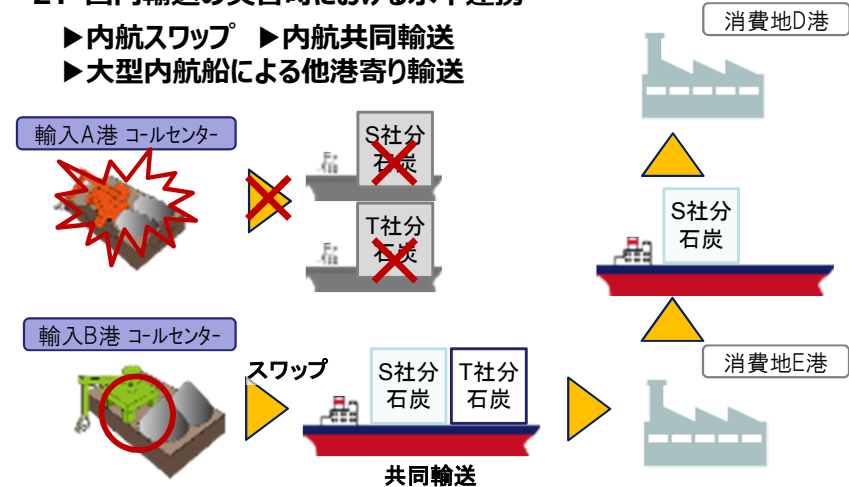 ▶内航スワップ ▶内航共同輸送
▶大型内航船による他港寄り輸送
消費地D港
輸入A港 コールセンター
S社分
石炭
T社分
石炭
S社分
石炭
輸入B港 コールセンター
スワップ
S社分
石炭
T社分
石炭
消費地E港
共同輸送